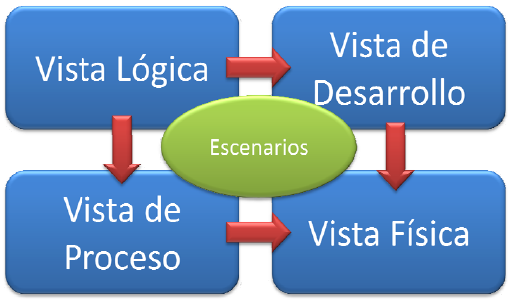 Vista Lógica
Vista de
Desarrollo
Escenarios
Vista de
Proceso
Vista Física